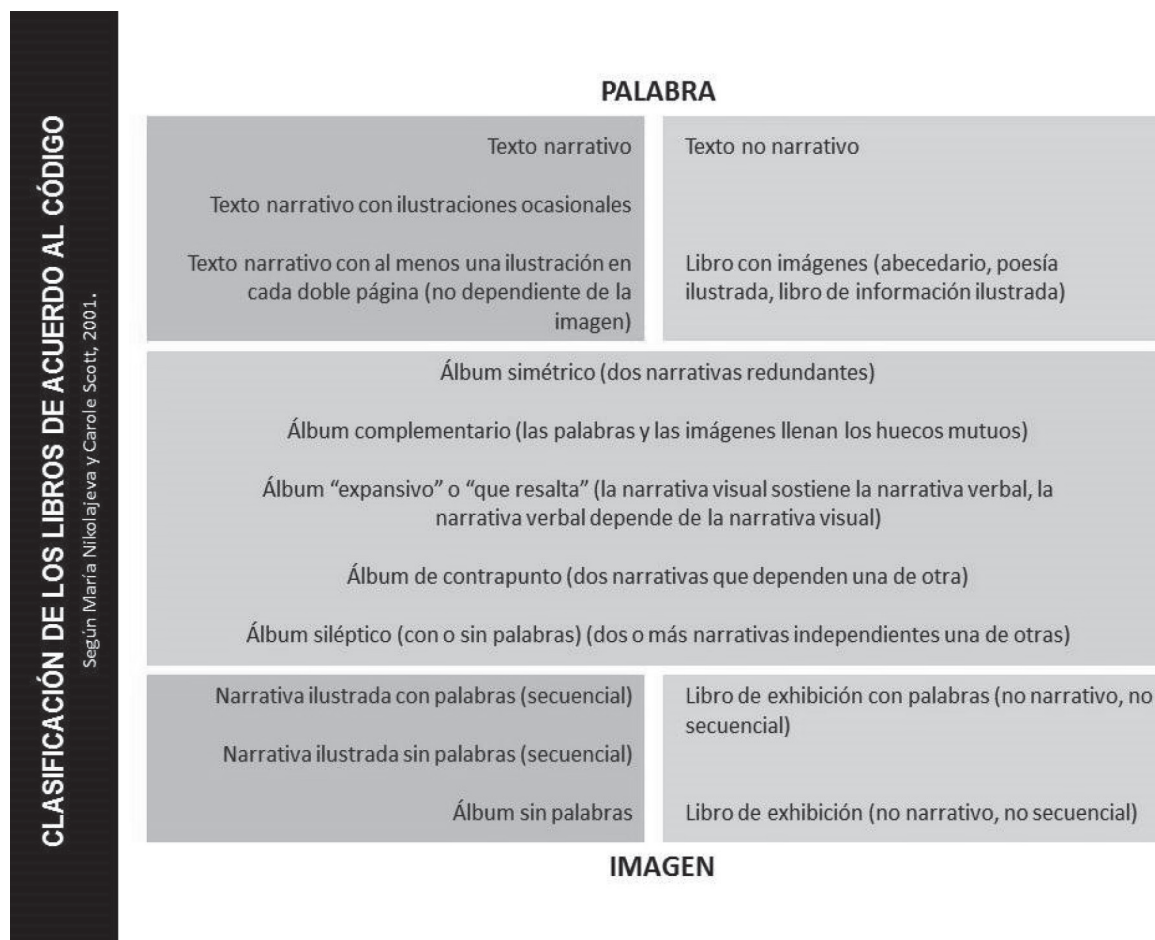 CLASIFICACIÓN DE LOS LIBROS DE ACUERDO AL CÓDIGO
Según María Nikolajeva y Carole Scott, 2001.
PALABRA
Texto narrativo
Texto narrativo con ilustraciones ocasionales
Texto narrativo con al menos una ilustración en
cada doble página (no dependiente de la
imagen)
Texto no narrativo
Libro con imágenes (abecedario, poesía
ilustrada, libro de información ilustrada)
Álbum simétrico (dos narrativas redundantes)
Álbum complementario (las palabras y las imágenes llenan los huecos mutuos)
Álbum “expansivo” o “que resalta” (la narrativa visual sostiene la narrativa verbal, la
narrativa verbal depende de la narrativa visual)
Álbum de contrapunto (dos narrativas que dependen una de otra)
Álbum siléptico (con o sin palabras) (dos o más narrativas independientes una de otras)
Narrativa ilustrada con palabras (secuencial)
Narrativa ilustrada sin palabras (secuencial)
Álbum sin palabras
Libro de exhibición con palabras (no narrativo, no
secuencial)
Libro de exhibición (no narrativo, no secuencial)
IMAGEN